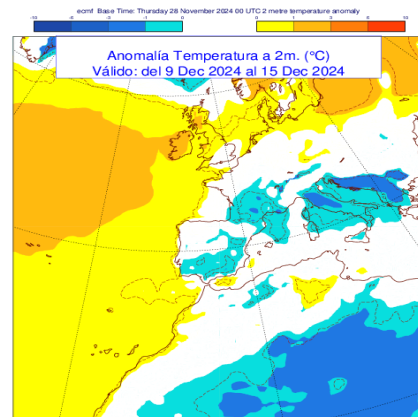 ecmf Base Time: Thursday 28 November 2024 00 UTC 2 metre temperature anomaly
Anomalía Temperatura a 2m. (°C)
Válido: del 9 Dec 2024 al 15 Dec 2024